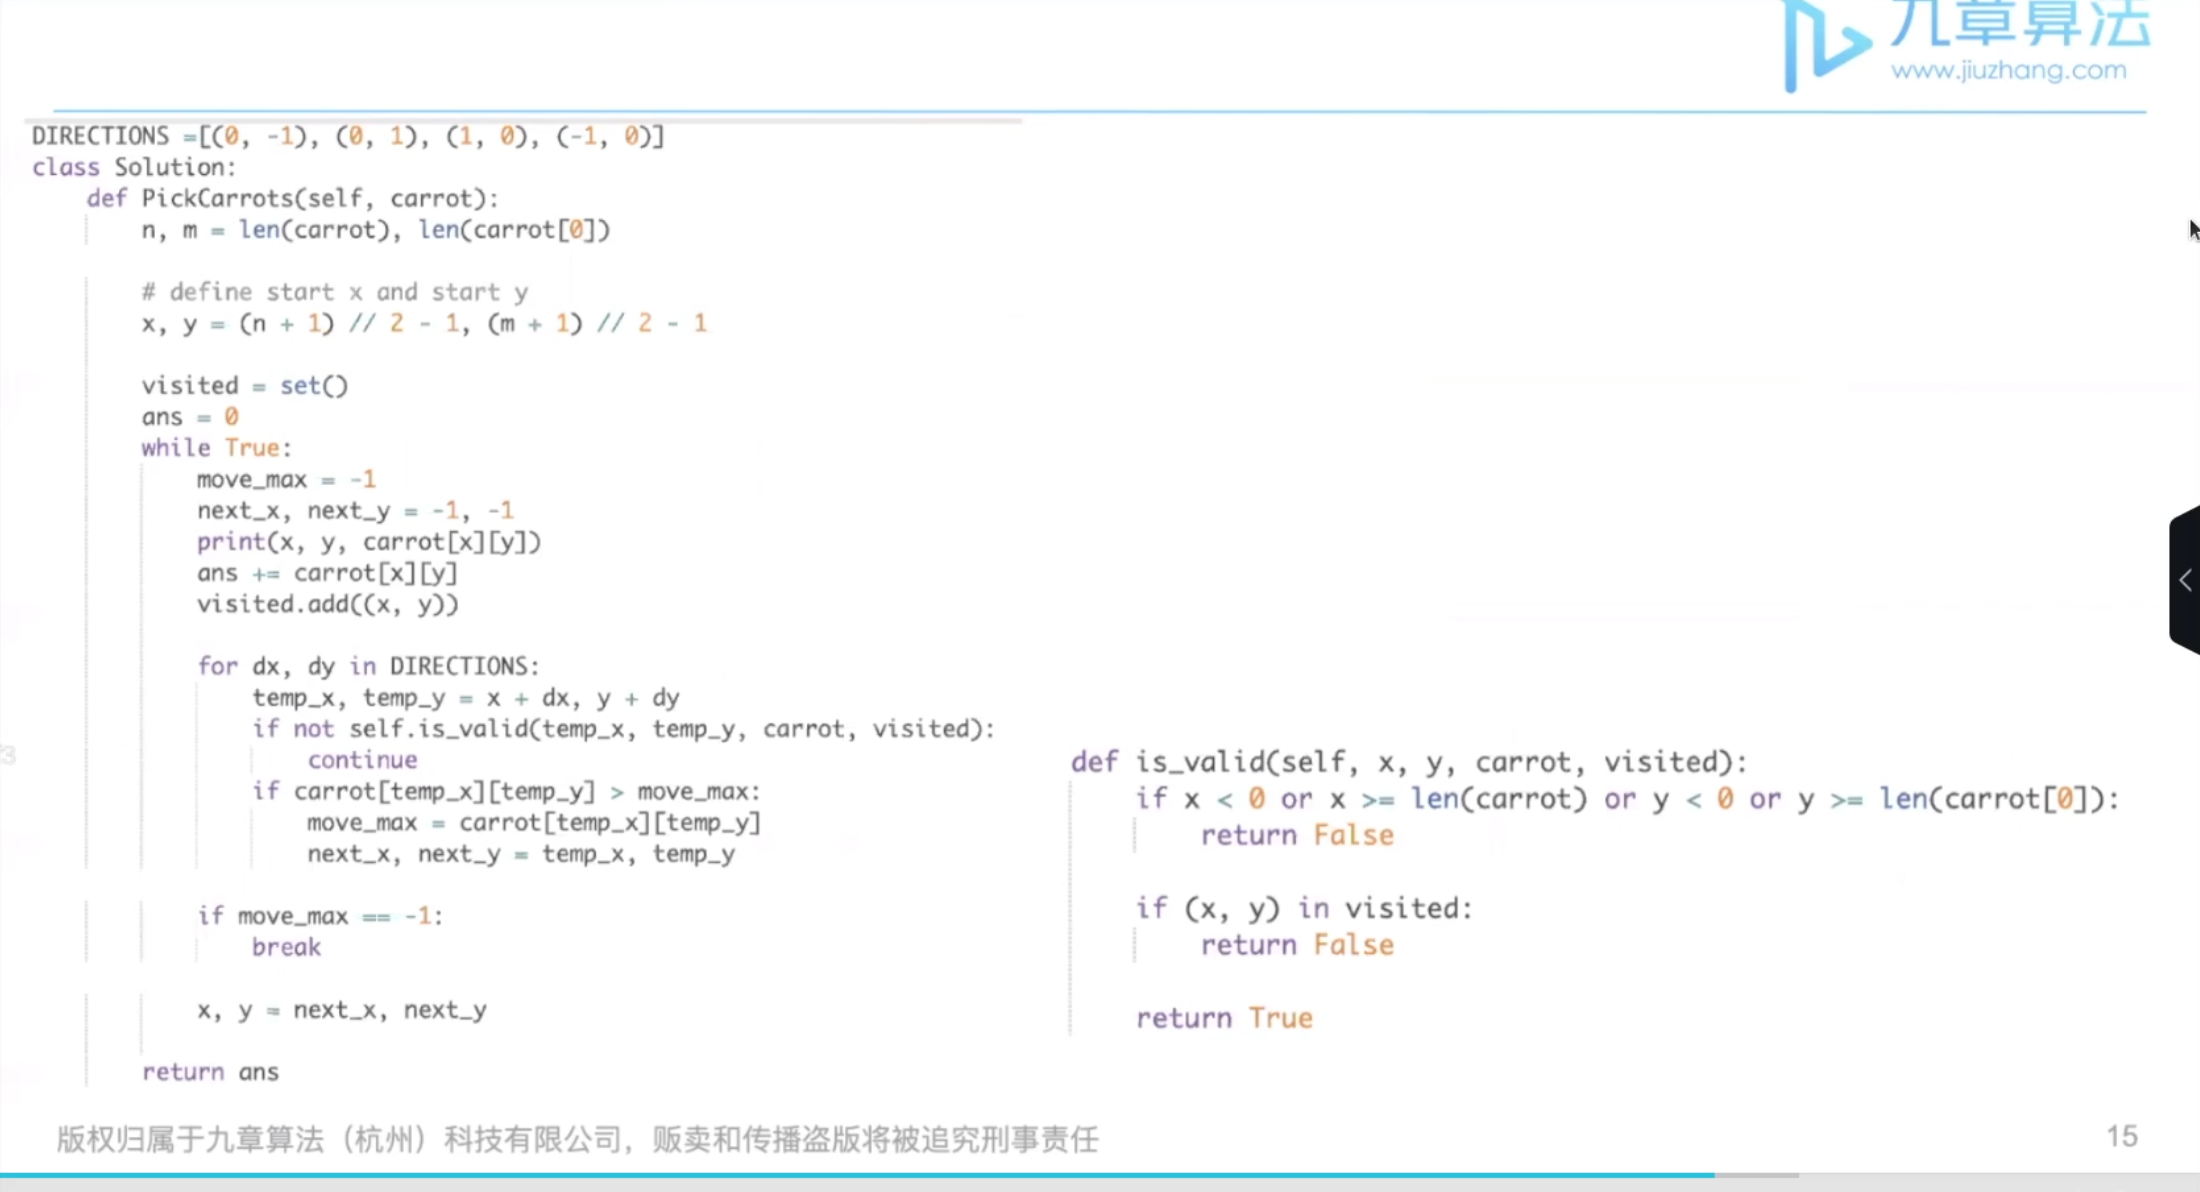 九章算法
www.jiuzhang.com
DIRECTIONS =[(0, -1), (0, 1), (1, 0), (-1, 0)]
class Solution:
    def PickCarrots(self, carrot):
        n, m = len(carrot), len(carrot[0])
        # define start x and start y
        x, y = (n + 1) // 2 - 1, (m + 1) // 2 - 1
        visited = set()
        ans = 0
        while True:
            move_max = -1
            next_x, next_y = -1, -1
            print(x, y, carrot[x][y])
            ans += carrot[x][y]
            visited.add((x, y))
            for dx, dy in DIRECTIONS:
                temp_x, temp_y = x + dx, y + dy
                if not self.is_valid(temp_x, temp_y, carrot, visited):
                    continue
                if carrot[temp_x][temp_y] > move_max:
                    move_max = carrot[temp_x][temp_y]
                    next_x, next_y = temp_x, temp_y
            if move_max == -1:
                break
            x, y = next_x, next_y
        return ans
def is_valid(self, x, y, carrot, visited):
    if x < 0 or x >= len(carrot) or y < 0 or y >= len(carrot[0]):
        return False
    if (x, y) in visited:
        return False
    return True
版权归属于九章算法（杭州）科技有限公司，贩卖和传播盗版将被追究刑事责任
15